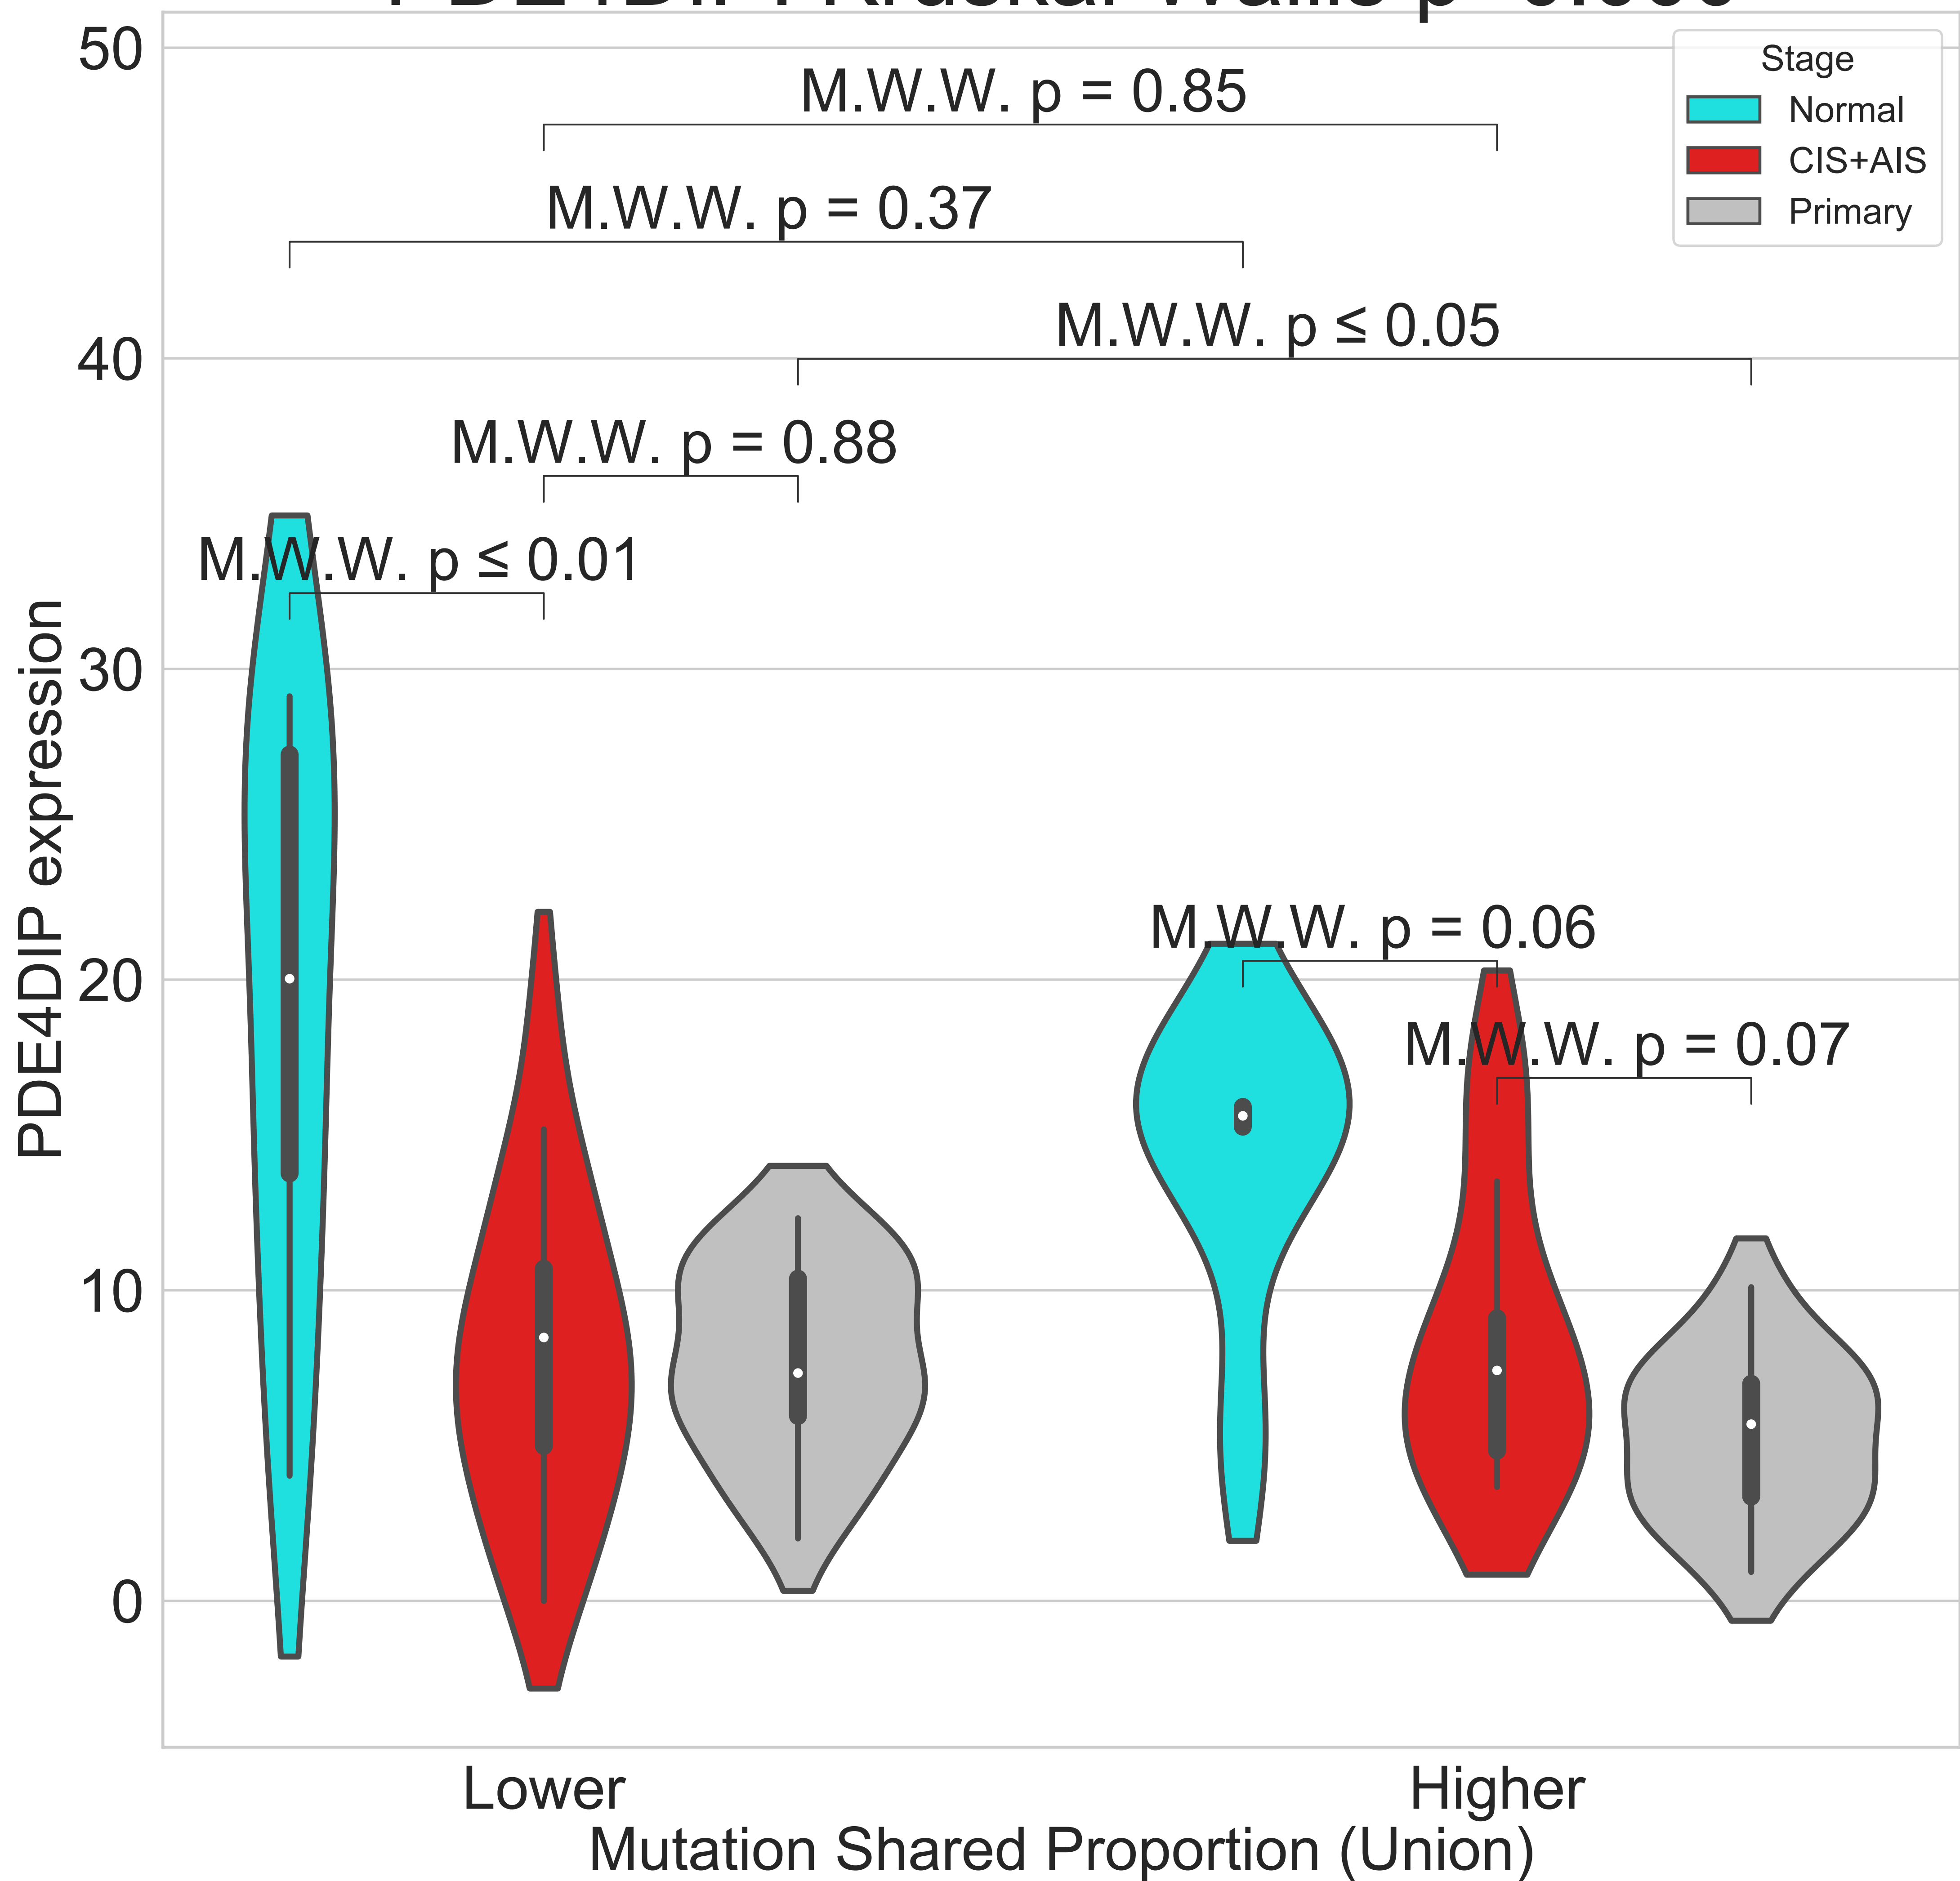 50
M.W.W. p = 0.85
M.W.W. p = 0.37
M.W.W. p ≤ 0.05
40
M.W.W. p = 0.88
M.W.W. p ≤ 0.01
30
M.W.W. p = 0.06
20
M.W.W. p = 0.07
10
0
PDE4DIP expression
Stage
Normal
CIS+AIS
Primary
Lower
Higher
Mutation Shared Proportion (Union)